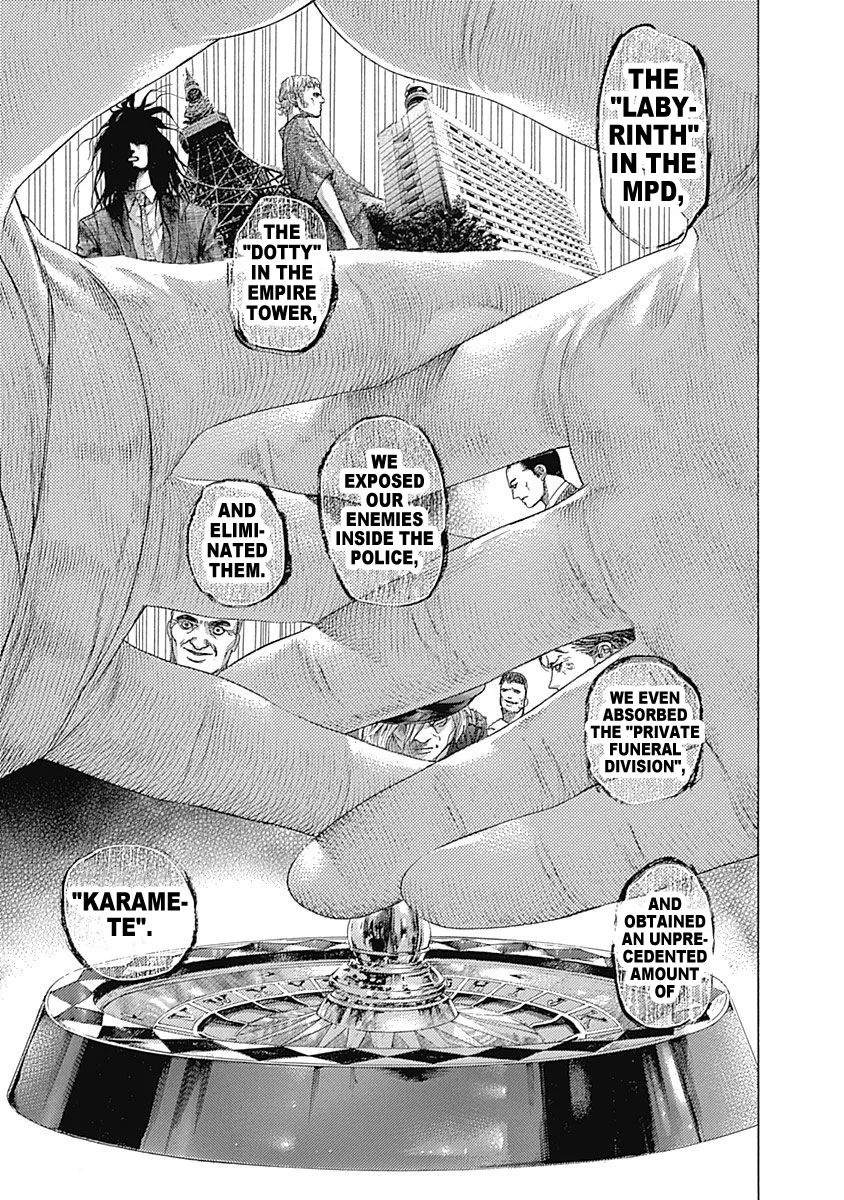 THE
"LABY-
RINTH"
IN THE
MPD,
THE
"DOTTY"
IN THE
EMPIRE
TOWER,
WE
EXPOSED
OUR
ENEMIES
INSIDE THE
POLICE,
AND
ELIMI-
NATED
THEM.
WE EVEN
ABSORBED
THE "PRIVATE
FUNERAL
DIVISION",
AND
OBTAINED
AN UNPRE-
CEDENTED
AMOUNT
OF
"KARAME-
TE".